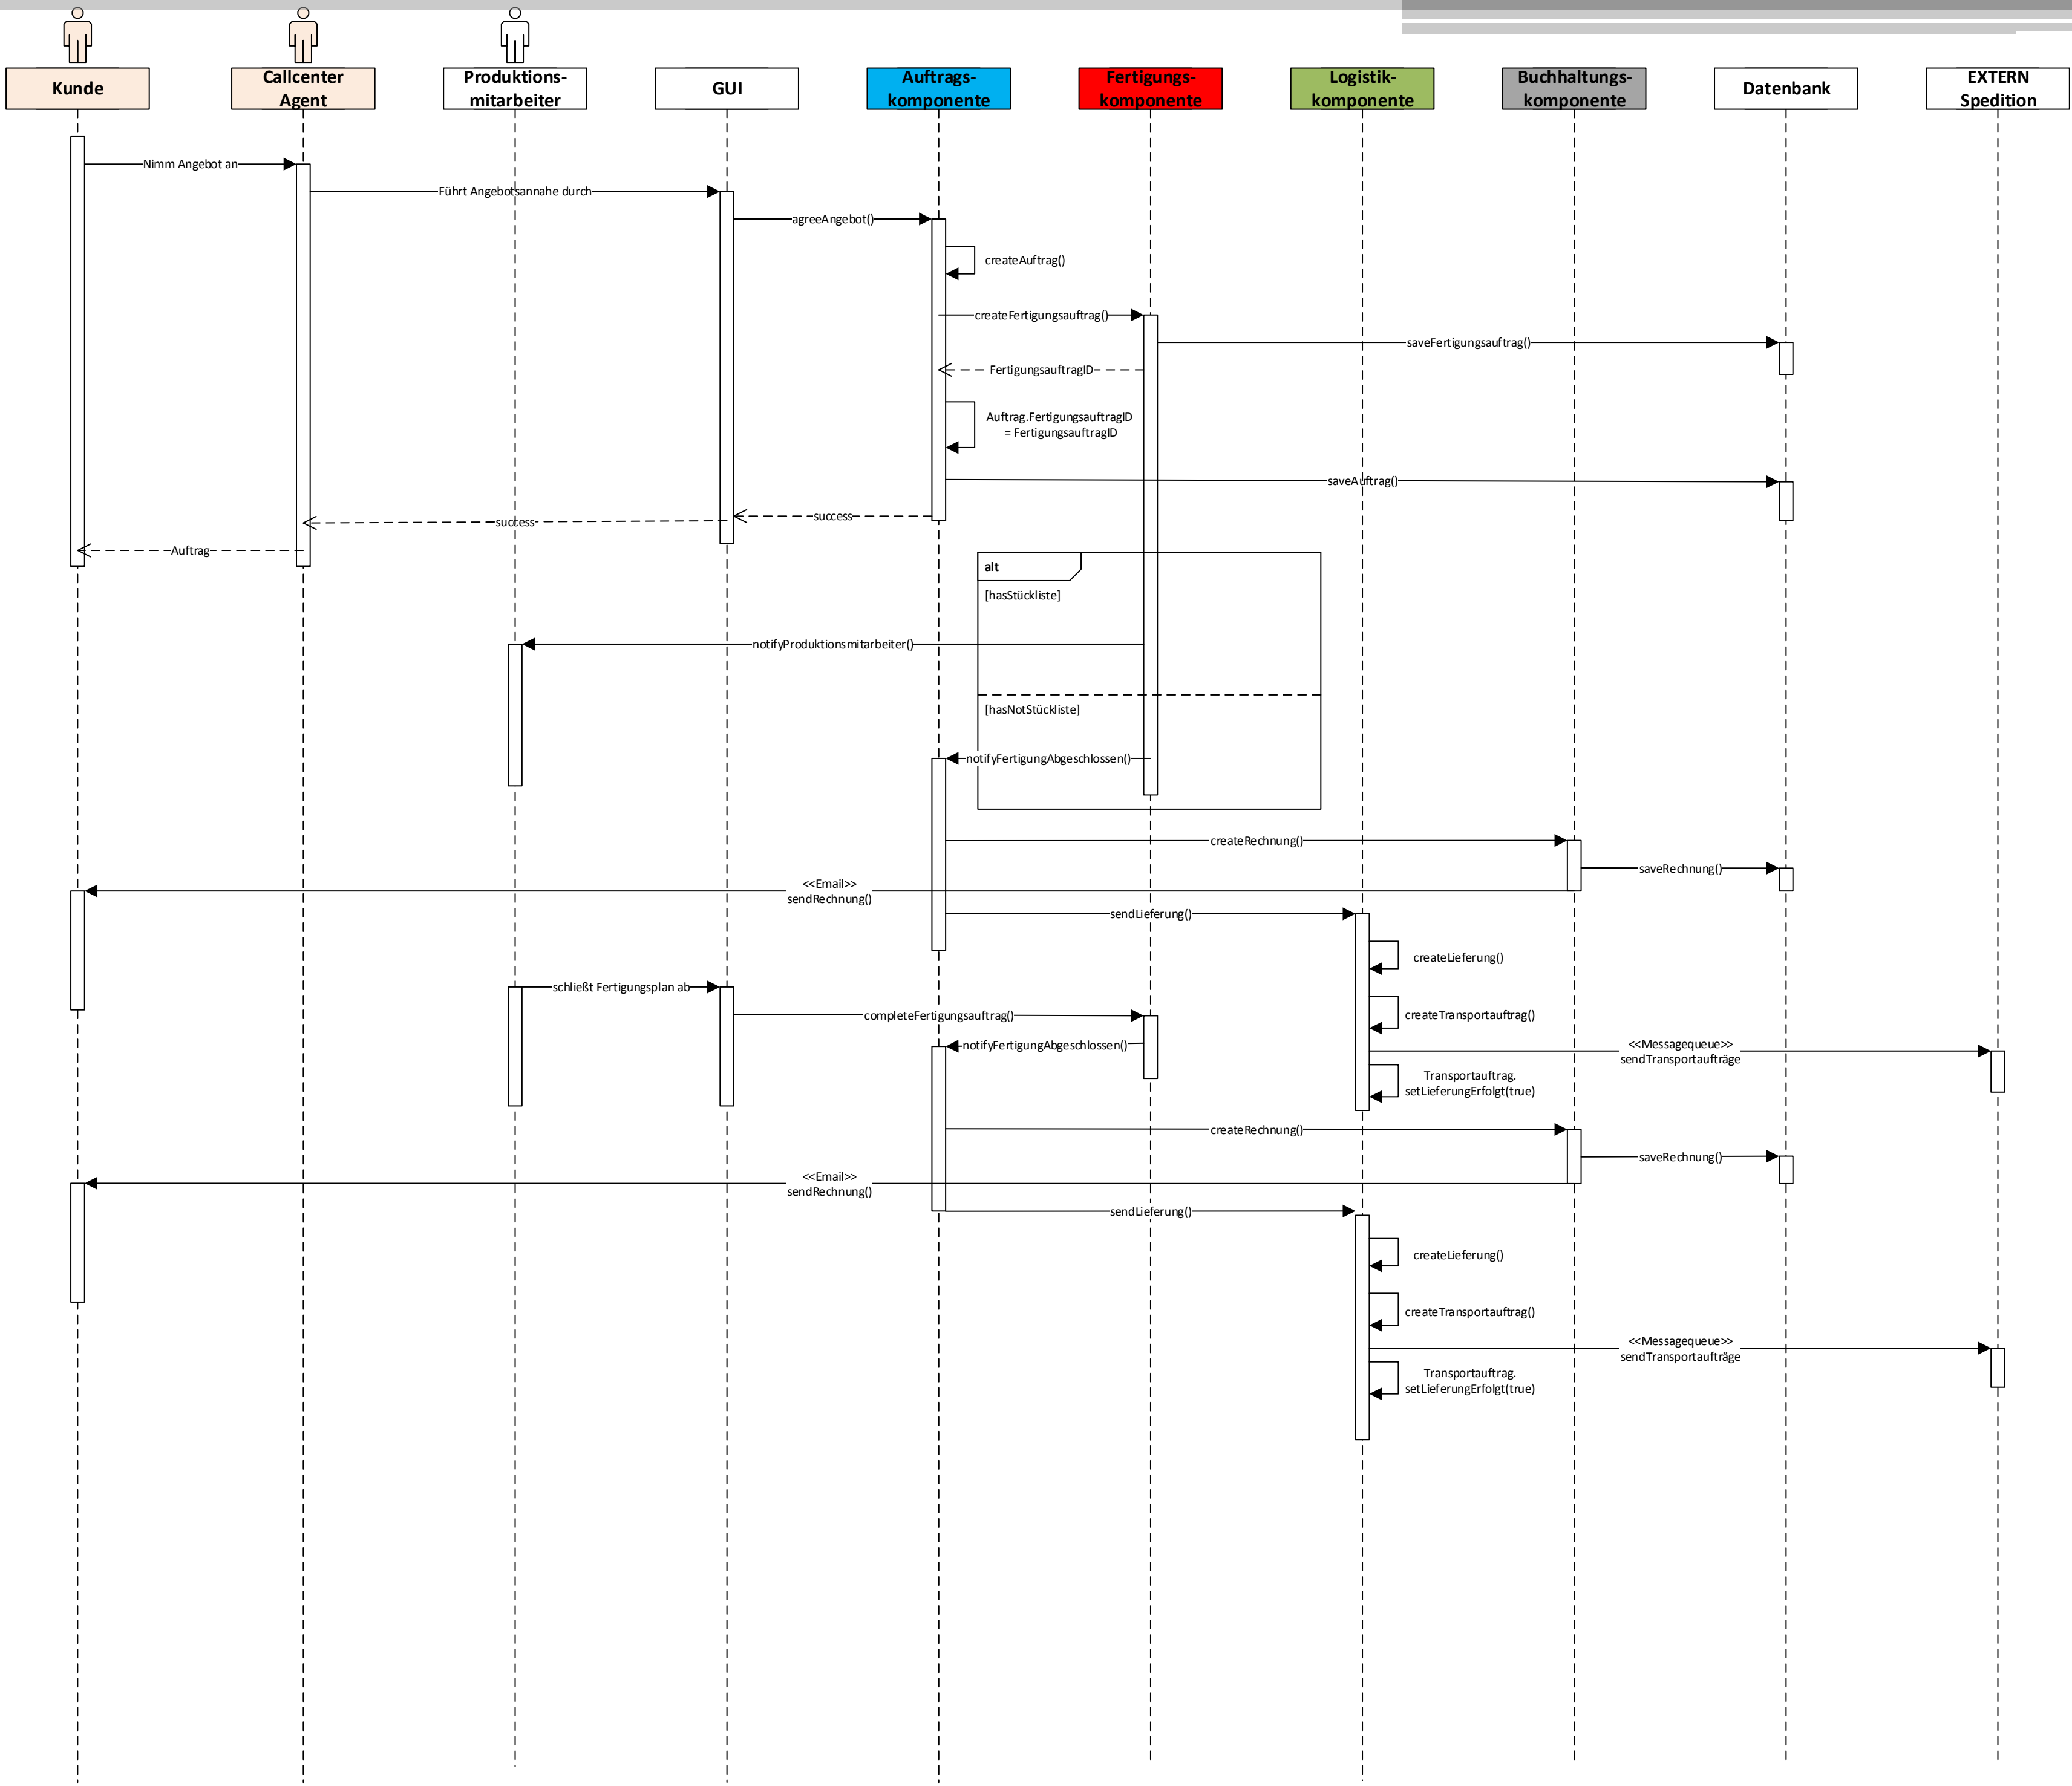 Kunde
Callcenter
Agent
Produktions-
mitarbeiter
GUI
Auftrags-
komponente
Fertigungs-
komponente
Logistik-
komponente
Buchhaltungs-
komponente
Datenbank
EXTERN
Spedition
Nimm Angebot an
Führt Angebotsannahe durch
agreeAngebot()
createAuftrag()
createFertigungsauftrag()
saveFertigungsauftrag()
FertigungsauftragID
Auftrag.FertigungsauftragID
= FertigungsauftragID
saveAuftrag()
success
success
Auftrag
alt
[hasStückliste]
notifyProduktionsmitarbeiter()
[hasNotStückliste]
notifyFertigungAbgeschlossen()
createRechnung()
saveRechnung()
<<Email>>
sendRechnung()
sendLieferung()
createLieferung()
schließt Fertigungsplan ab
completeFertigungsauftrag()
createTransportauftrag()
notifyFertigungAbgeschlossen()
<<Messagequeue>>
sendTransportaufträge
Transportauftrag.
setLieferungErfolgt(true)
createRechnung()
saveRechnung()
<<Email>>
sendRechnung()
sendLieferung()
createLieferung()
createTransportauftrag()
<<Messagequeue>>
sendTransportaufträge
Transportauftrag.
setLieferungErfolgt(true)